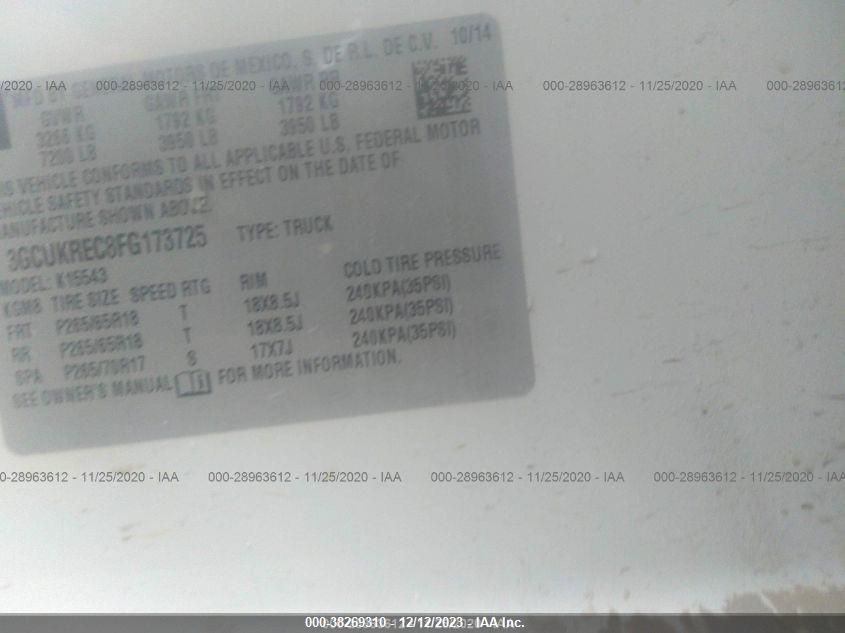 MFD BY GENERAL MOTORS DE MEXICO, S. DE R.L. DE C.V. 10/14
GVWR GAWR FRT GAWR RR
3266 KG 1792 KG 1792 KG
7200 LB 3950 LB 3950 LB
THIS VEHICLE CONFORMS TO ALL APPLICABLE U.S. FEDERAL MOTOR
VEHICLE SAFETY STANDARDS IN EFFECT ON THE DATE OF
MANUFACTURE SHOWN ABOVE.
3GCUKREC8FG173725 TYPE: TRUCK
MODEL: K15543
KGM8 TIRE SIZE SPEED RTG RIM COLD TIRE PRESSURE
FRT P265/65R18 T 18X8.5J 240KPA(35PSI)
RR P265/65R18 T 18X8.5J 240KPA(35PSI)
SPA P265/70R17 S 17X7J 240KPA(35PSI)
SEE OWNER'S MANUAL FOR MORE INFORMATION.
/2020 - IAA 000-28963612 - 11/25/2020 - IAA 000-28963612 - 11/25/2020 - IAA 000-28963612 - 11/25/2020 - IAA
000-28963612 - 11/25/2020 - IAA 000-28963612 - 11/25/2020 - IAA 000-28963612 - 11/25/2020 - IAA 000-28963612 - 11/25/2020 - IAA
000-38269310 - 12/12/2023 - IAA Inc.